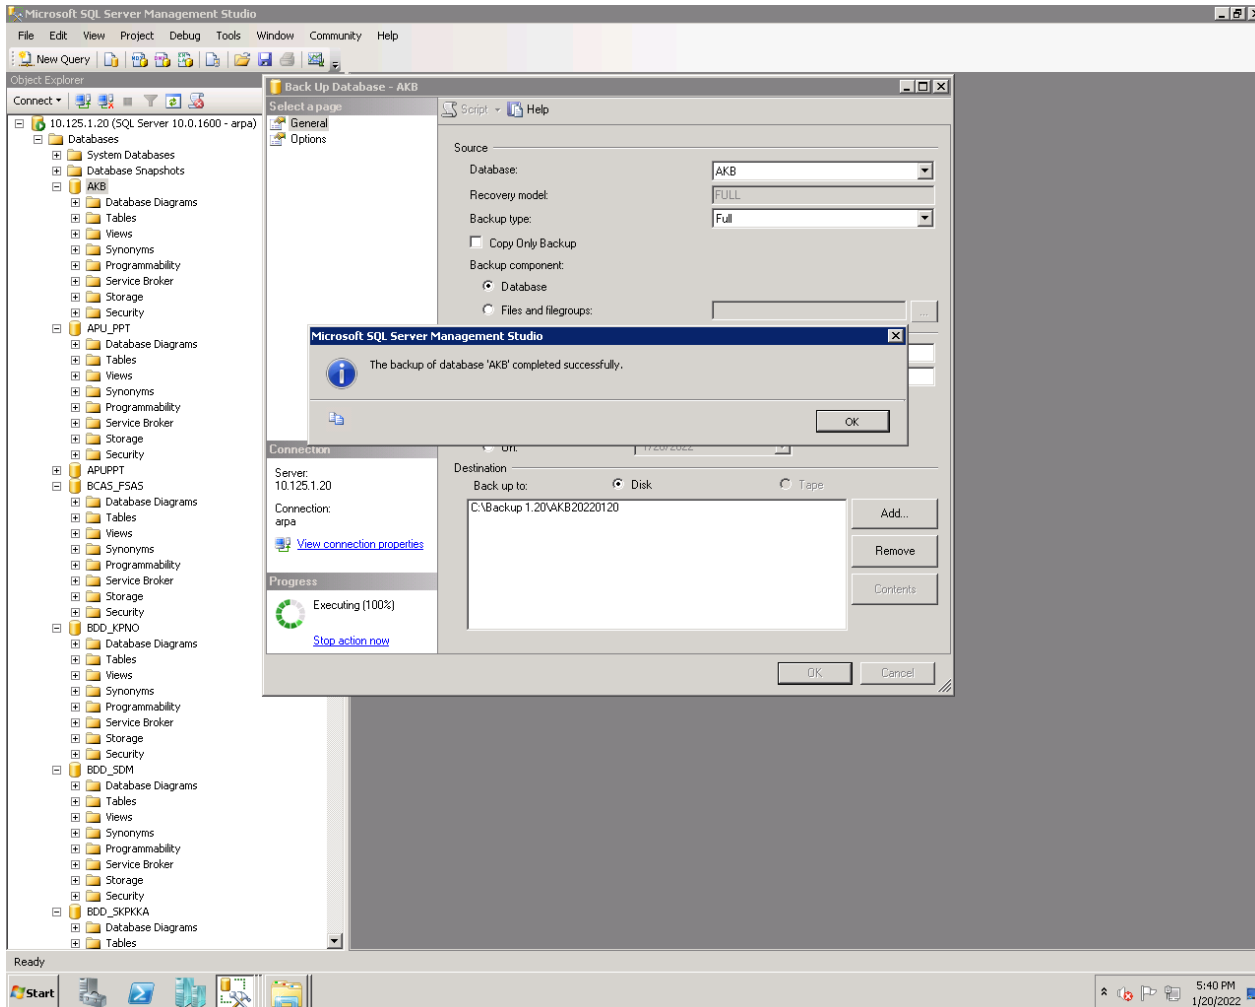 Microsoft SQL Server Management Studio
File Edit View Project Debug Tools Window Community Help
New Query
Object Explorer
Connect
10.125.1.20 (SQL Server 10.0.1600 - arpa)
Databases
System Databases
Database Snapshots
AKB
Database Diagrams
Tables
Views
Synonyms
Programmability
Service Broker
Storage
Security
APU_PPT
Database Diagrams
Tables
Views
Synonyms
Programmability
Service Broker
Storage
Security
APUPPT
BCAS_FSAS
Database Diagrams
Tables
Views
Synonyms
Programmability
Service Broker
Storage
Security
BDD_KPNO
Database Diagrams
Tables
Views
Synonyms
Programmability
Service Broker
Storage
Security
BDD_SDM
Database Diagrams
Tables
Views
Synonyms
Programmability
Service Broker
Storage
Security
BDD_SKPKKA
Database Diagrams
Tables
Back Up Database - AKB
Select a page
General
Options
Script Help
Source
Database: AKB
Recovery model: FULL
Backup type: Full
Copy Only Backup
Backup component:
Database
Files and filegroups: ...
Microsoft SQL Server Management Studio
The backup of database 'AKB' completed successfully.
OK
On: 1/20/2022
Connection
Server:
10.125.1.20
Connection:
arpa
View connection properties
Progress
Executing (100%)
Stop action now
Destination
Back up to: Disk Tape
C:\Backup 1.20\AKB20220120
Add...
Remove
Contents
OK Cancel
Ready
Start
5:40 PM
1/20/2022